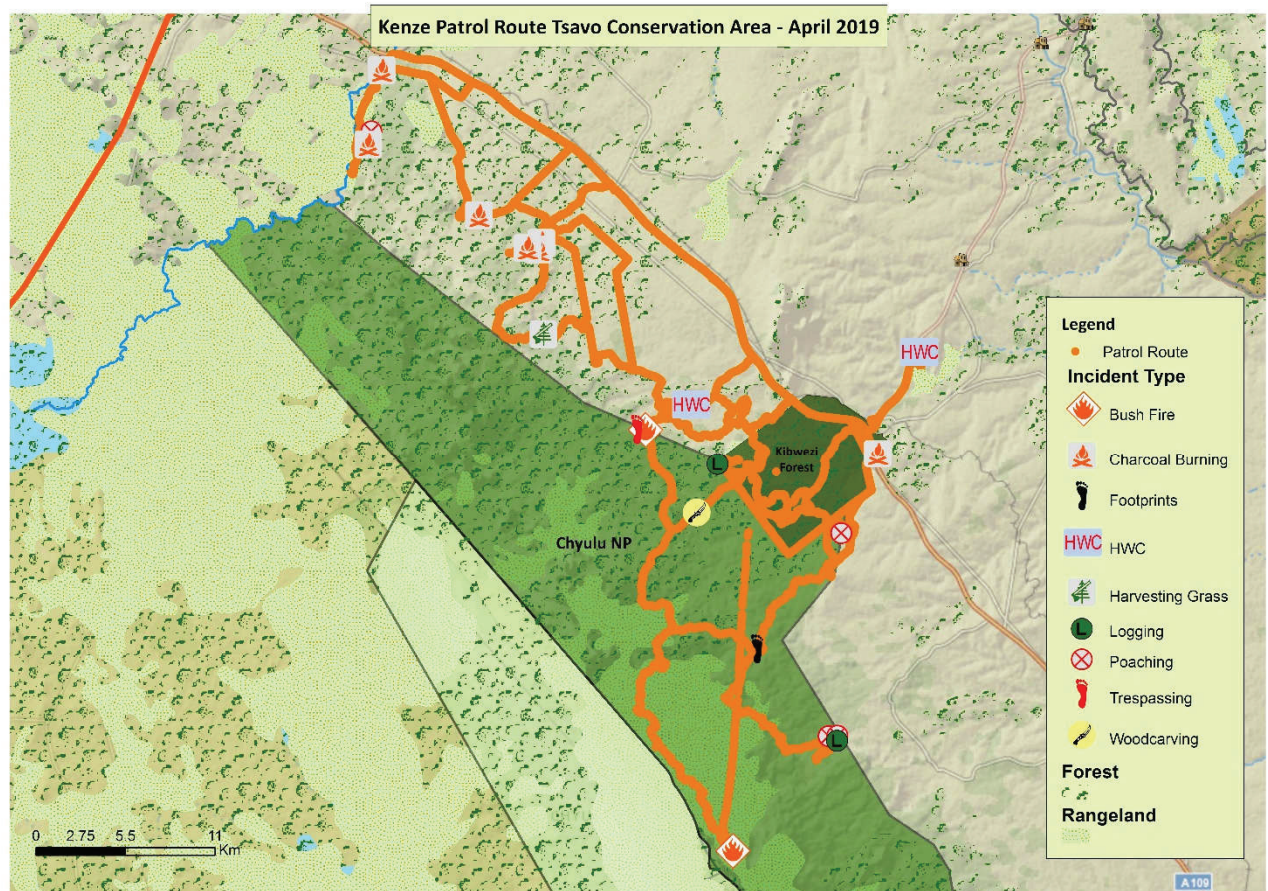 Kenze Patrol Route Tsavo Conservation Area - April 2019
HWC
HWC
L
Kibwezi
Forest
Chyulu NP
L
Legend
Patrol Route
Incident Type
Bush Fire
Charcoal Burning
Footprints
HWC HWC
Harvesting Grass
L Logging
Poaching
Trespassing
Woodcarving
Forest
Rangeland
0 2.75 5.5 11
Km
A109